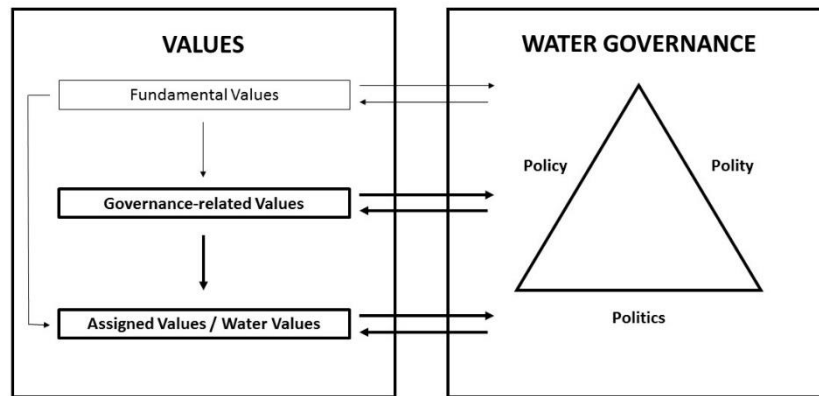 VALUES
Fundamental Values
Governance-related Values
Assigned Values / Water Values
WATER GOVERNANCE
Policy
Polity
Politics